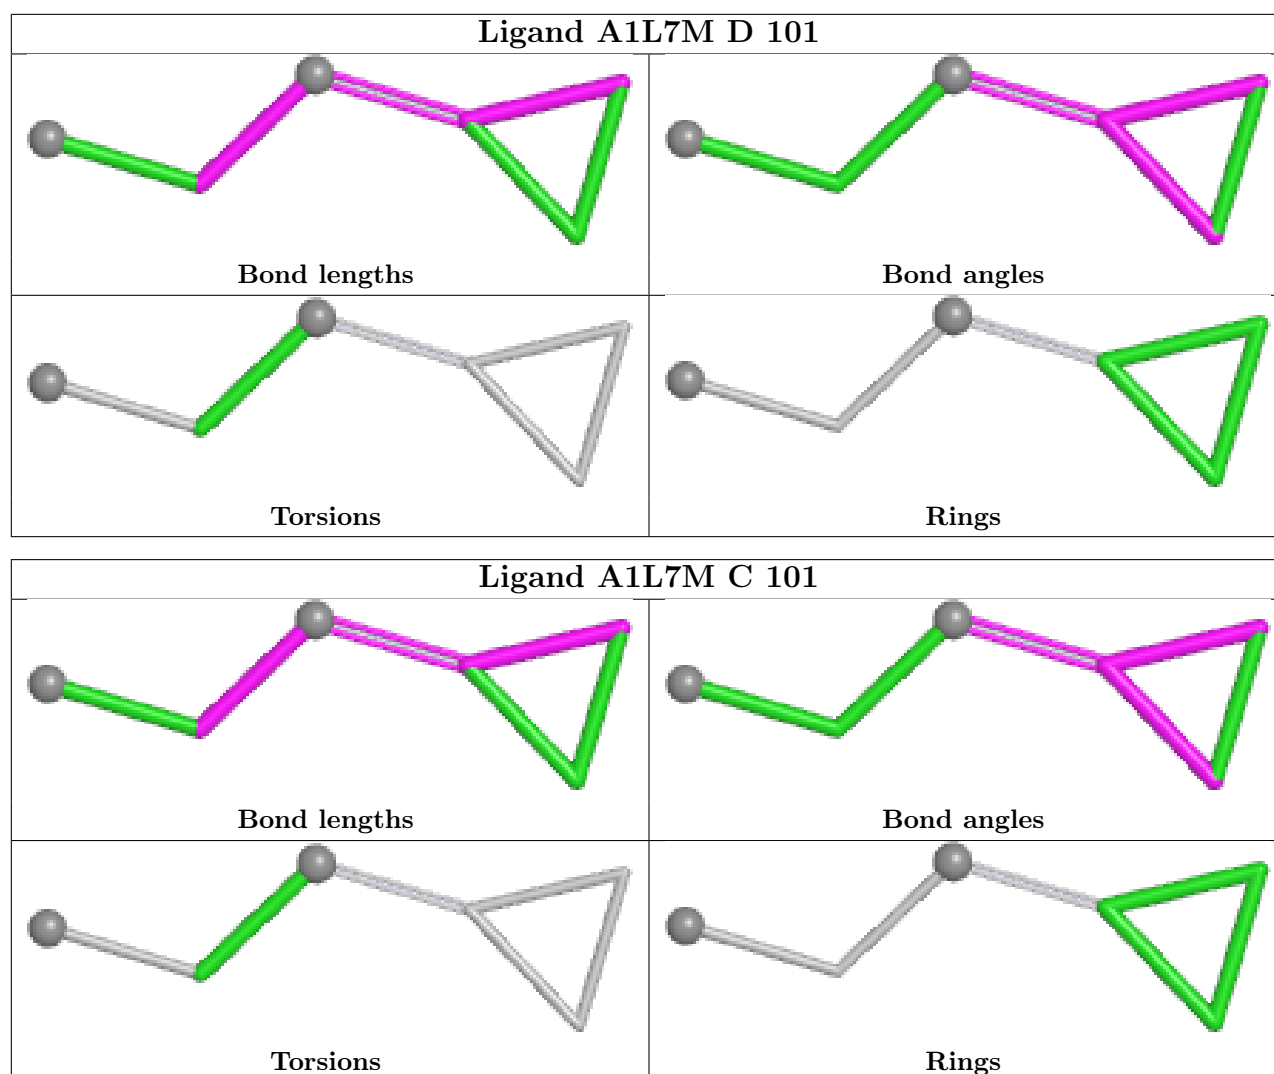 Ligand A1L7M D 101
Bond lengths
Bond angles
Torsions
Rings
Ligand A1L7M C 101
Bond lengths
Bond angles
Torsions
Rings